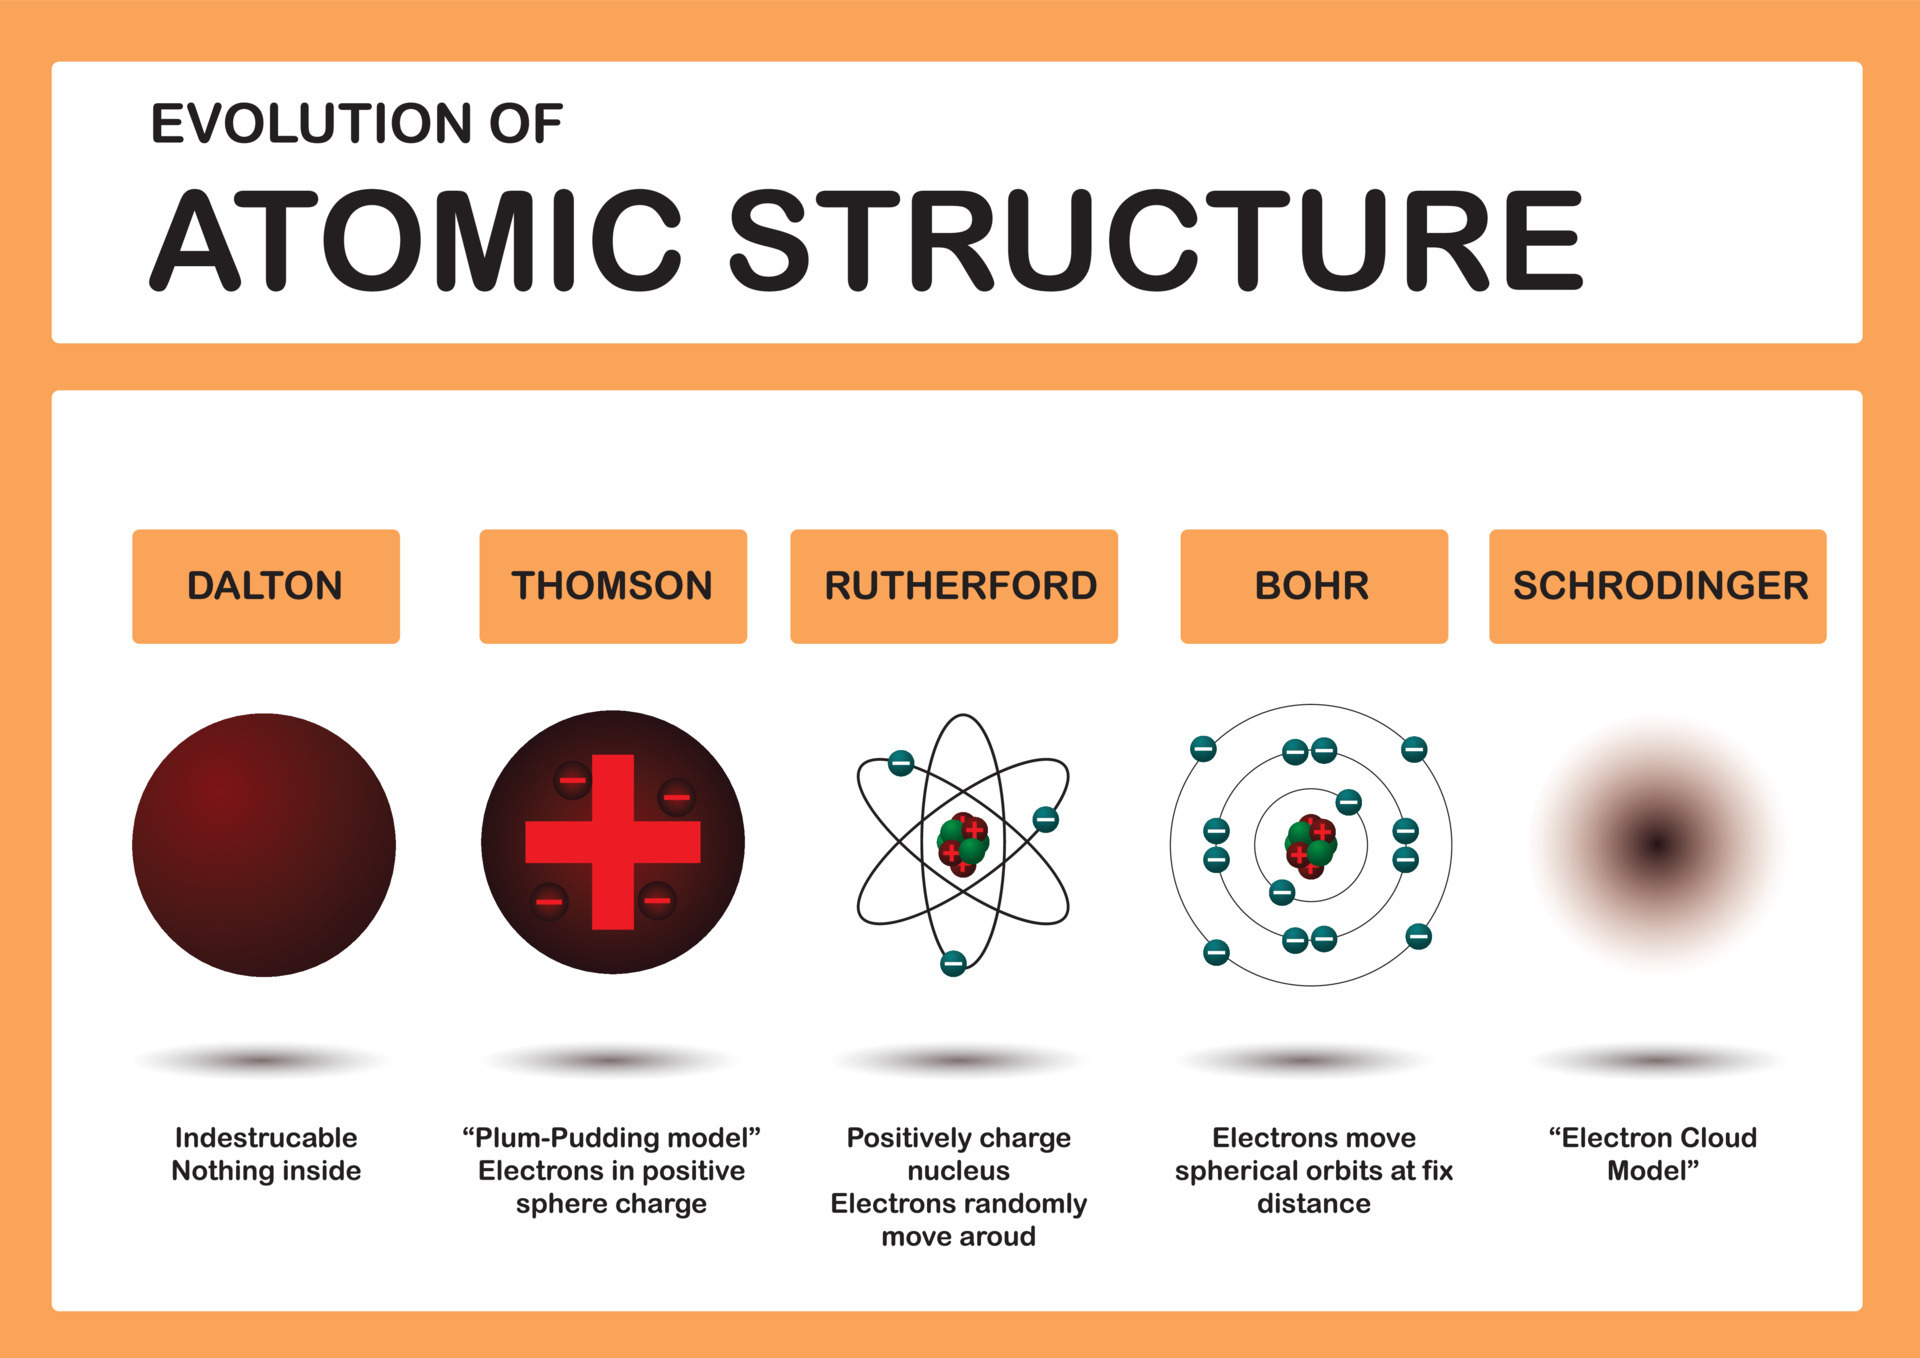 EVOLUTION OF
ATOMIC STRUCTURE
DALTON
THOMSON
RUTHERFORD
BOHR
SCHRODINGER
Indestrucable
Nothing inside
“Plum-Pudding model”
Electrons in positive
sphere charge
Positively charge
nucleus
Electrons randomly
move aroud
Electrons move
spherical orbits at fix
distance
“Electron Cloud
Model”